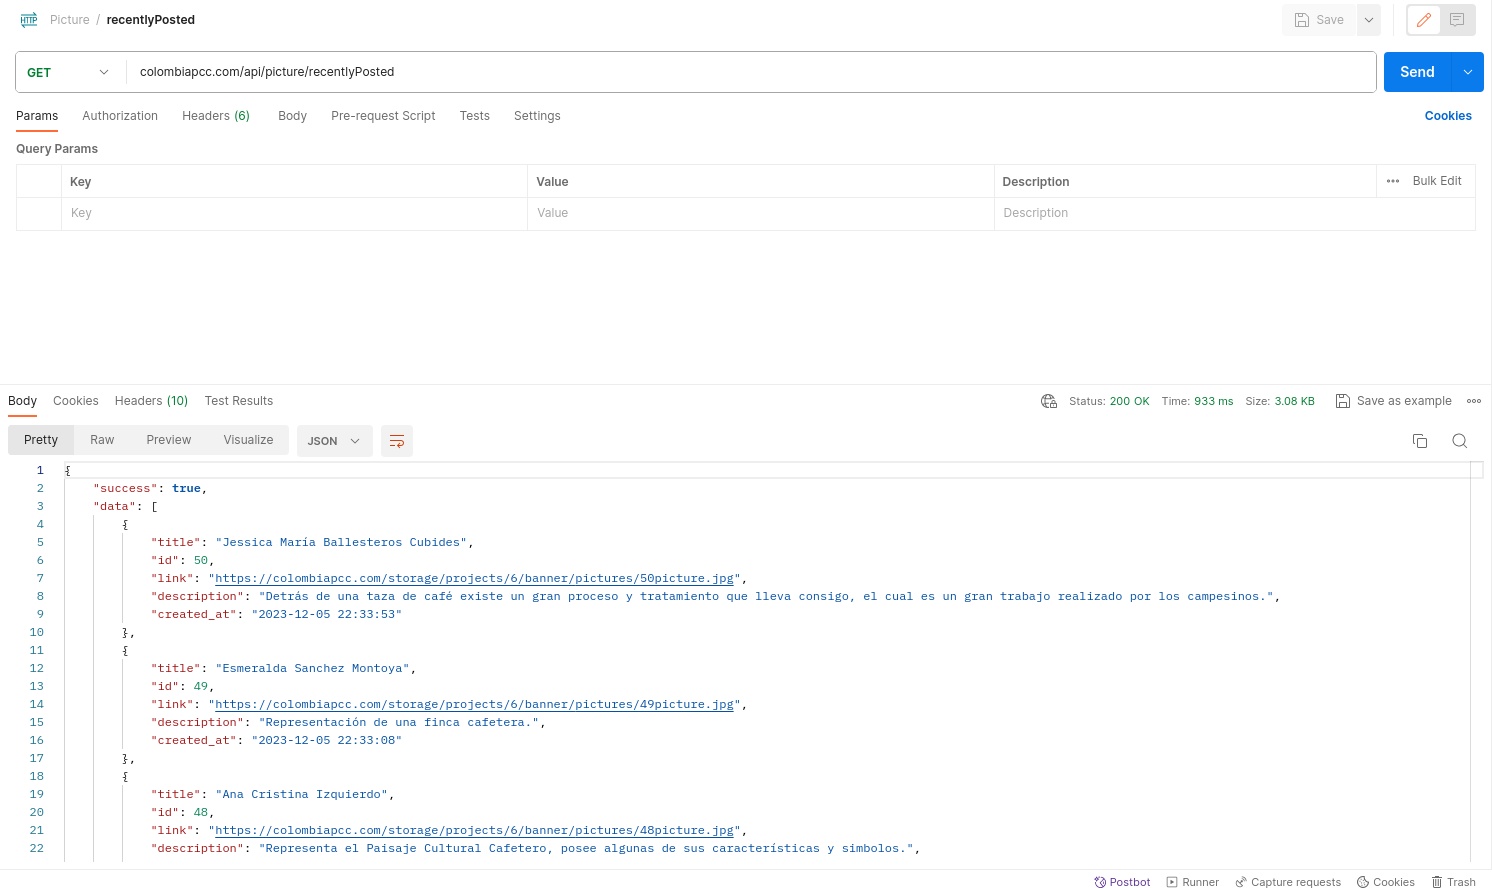 HTTP Picture / recentlyPosted Save
GET colombiapcc.com/api/picture/recentlyPosted Send
Params Authorization Headers (6) Body Pre-request Script Tests Settings Cookies
Query Params
Key Value Description ••• Bulk Edit
Key Value Description
Body Cookies Headers (10) Test Results Status: 200 OK Time: 933 ms Size: 3.08 KB Save as example
Pretty Raw Preview Visualize JSON
1 {
2 "success": true,
3 "data": [
4 {
5 "title": "Jessica María Ballesteros Cubides",
6 "id": 50,
7 "link": "https://colombiapcc.com/storage/projects/6/banner/pictures/50picture.jpg",
8 "description": "Detrás de una taza de café existe un gran proceso y tratamiento que lleva consigo, el cual es un gran trabajo realizado por los campesinos.",
9 "created_at": "2023-12-05 22:33:53"
10 },
11 {
12 "title": "Esmeralda Sanchez Montoya",
13 "id": 49,
14 "link": "https://colombiapcc.com/storage/projects/6/banner/pictures/49picture.jpg",
15 "description": "Representación de una finca cafetera.",
16 "created_at": "2023-12-05 22:33:08"
17 },
18 {
19 "title": "Ana Cristina Izquierdo",
20 "id": 48,
21 "link": "https://colombiapcc.com/storage/projects/6/banner/pictures/48picture.jpg",
22 "description": "Representa el Paisaje Cultural Cafetero, posee algunas de sus características y simbolos.",
Postbot Runner Capture requests Cookies Trash